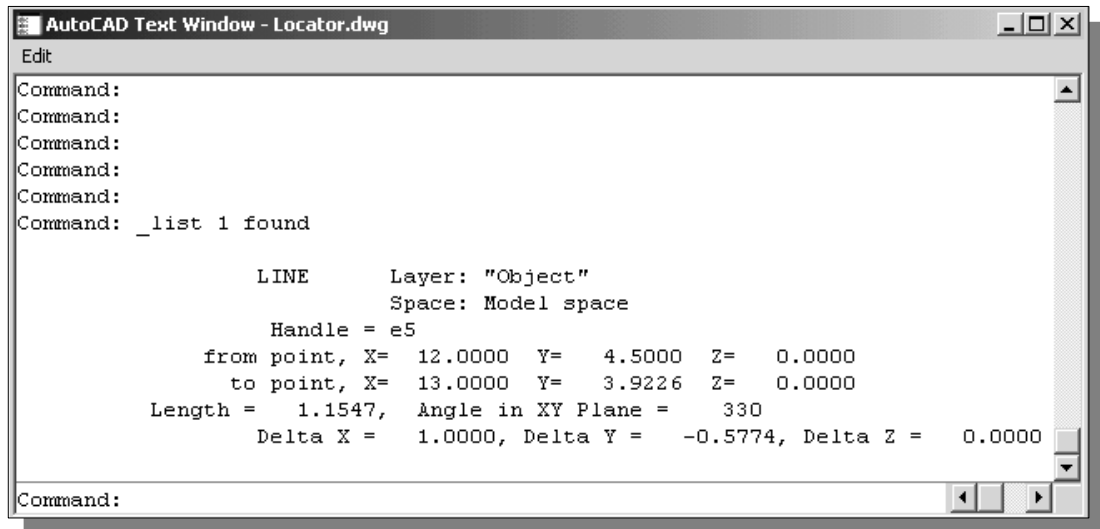 AutoCAD Text Window - Locator.dwg
Edit
Command:
Command:
Command:
Command:
Command:
Command: _list 1 found
LINE Layer: "Object"
Space: Model space
Handle = e5
from point, X= 12.0000 Y= 4.5000 Z= 0.0000
to point, X= 13.0000 Y= 3.9226 Z= 0.0000
Length = 1.1547, Angle in XY Plane = 330
Delta X = 1.0000, Delta Y = -0.5774, Delta Z = 0.0000
Command: